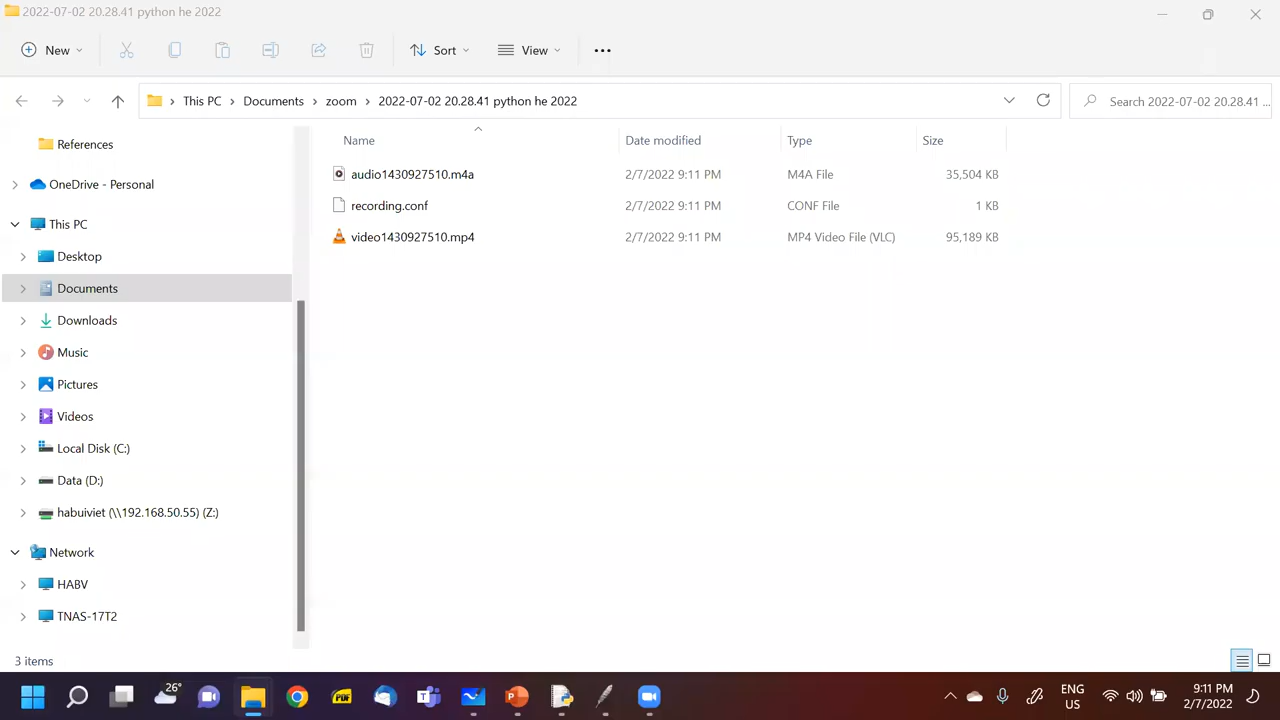 2022-07-02 20.28.41 python he 2022
New
Sort
View
This PC
Documents
zoom
2022-07-02 20.28.41 python he 2022
Search 2022-07-02 20.28.41 ...
References
OneDrive - Personal
This PC
Desktop
Documents
Downloads
Music
Pictures
Videos
Local Disk (C:)
Data (D:)
habuiviet (\\192.168.50.55) (Z:)
Network
HABV
TNAS-17T2
Name Date modified Type Size
audio1430927510.m4a 2/7/2022 9:11 PM M4A File 35,504 KB
recording.conf 2/7/2022 9:11 PM CONF File 1 KB
video1430927510.mp4 2/7/2022 9:11 PM MP4 Video File (VLC) 95,189 KB
3 items
26°
PDF
ENG
US
9:11 PM
2/7/2022